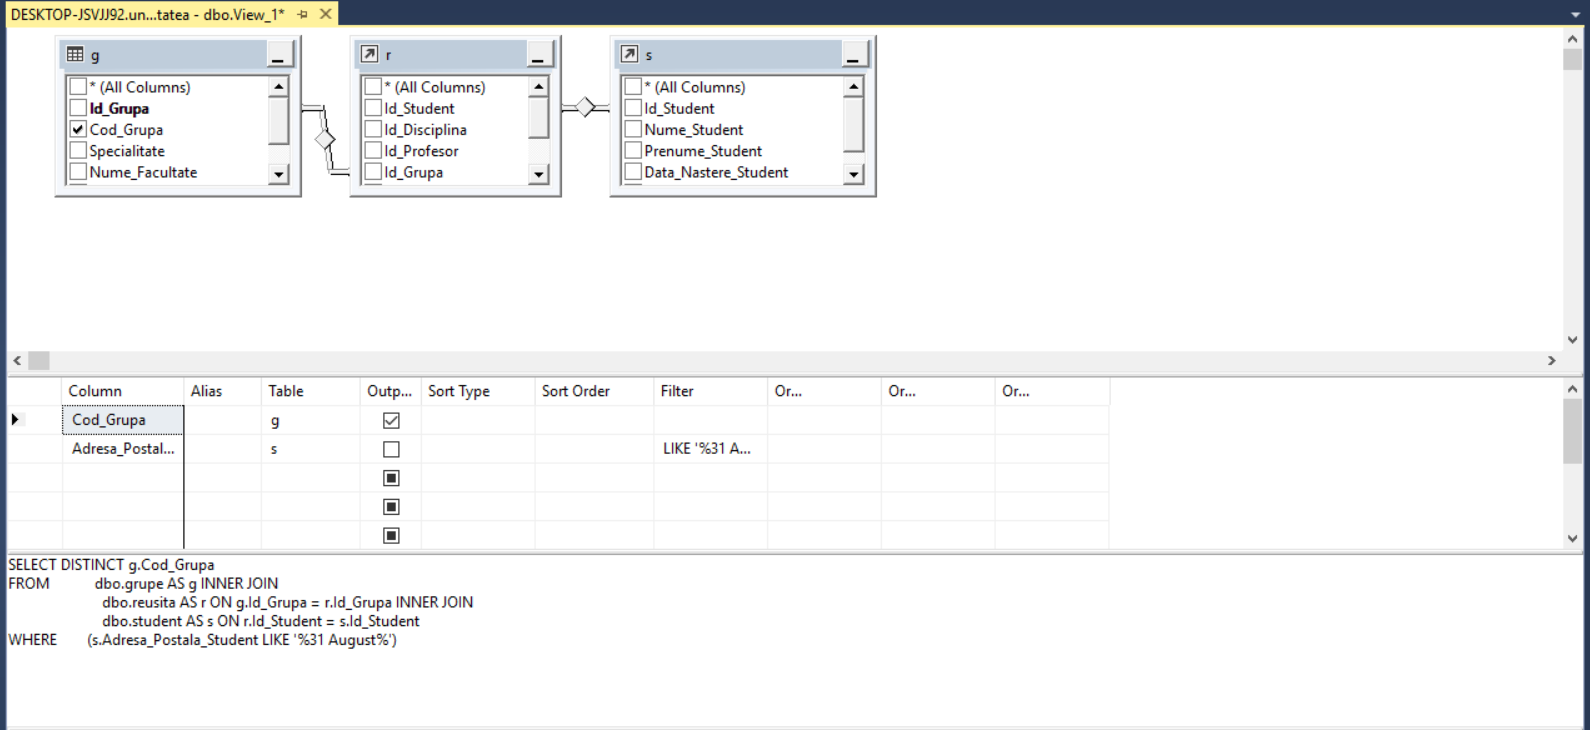 DESKTOP-JSVJJ92.un...tatea - dbo.View_1*
g
* (All Columns)
Id_Grupa
Cod_Grupa
Specialitate
Nume_Facultate
r
* (All Columns)
Id_Student
Id_Disciplina
Id_Profesor
Id_Grupa
s
* (All Columns)
Id_Student
Nume_Student
Prenume_Student
Data_Nastere_Student
Column Alias Table Outp... Sort Type Sort Order Filter Or... Or... Or...
Cod_Grupa g
Adresa_Postal... s LIKE '%31 A...
SELECT DISTINCT g.Cod_Grupa
FROM dbo.grupe AS g INNER JOIN
dbo.reusita AS r ON g.Id_Grupa = r.Id_Grupa INNER JOIN
dbo.student AS s ON r.Id_Student = s.Id_Student
WHERE (s.Adresa_Postala_Student LIKE '%31 August%')